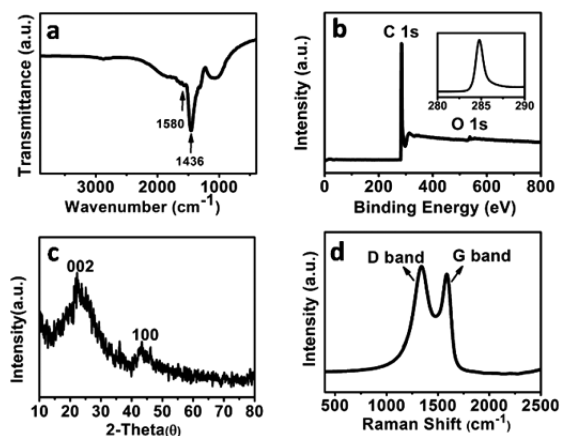 a
Transmittance (a.u.)
1580
1436
3000 2000 1000
Wavenumber (cm⁻¹)
b
C 1s
O 1s
Intensity (a.u.)
280 285 290
0 200 400 600 800
Binding Energy (eV)
c
002
100
Intensity(a.u.)
10 20 30 40 50 60 70 80
2-Theta(θ)
d
D band
G band
Intensity (a.u.)
500 1000 1500 2000 2500
Raman Shift (cm⁻¹)